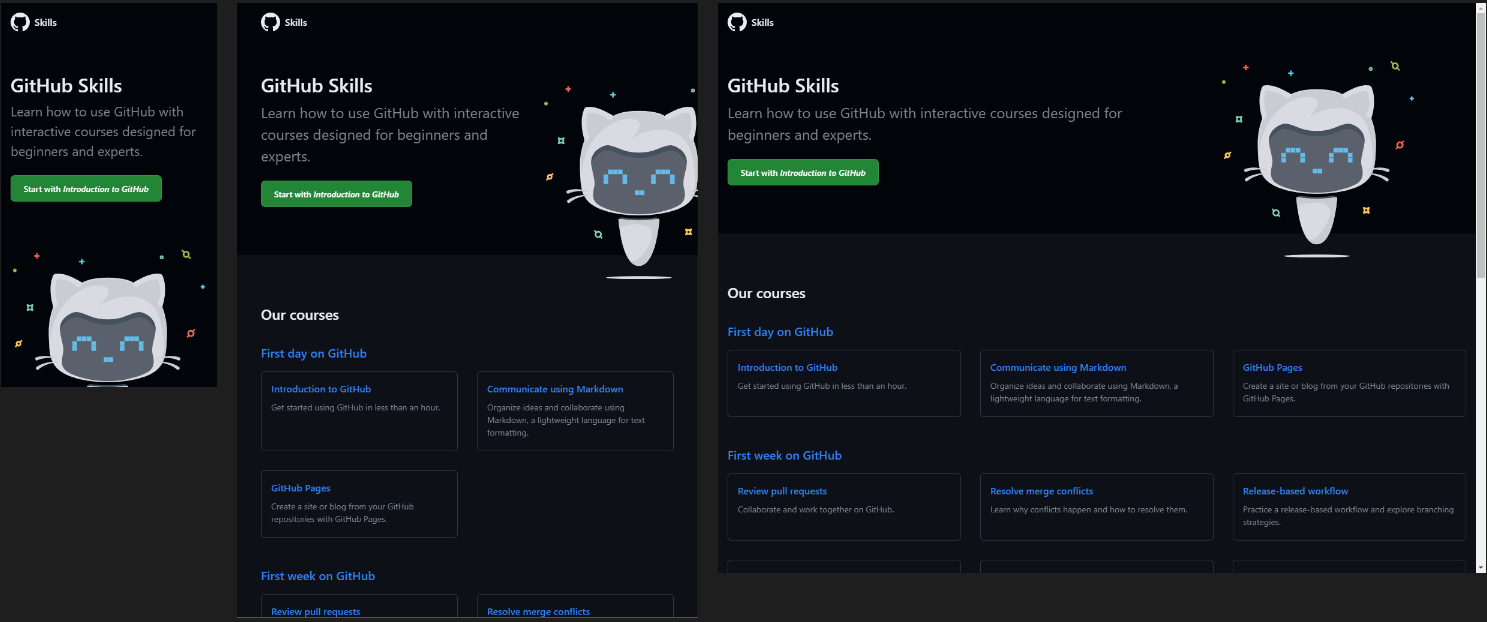 Skills
GitHub Skills
Learn how to use GitHub with
interactive courses designed for
beginners and experts.
Start with Introduction to GitHub
Skills
GitHub Skills
Learn how to use GitHub with interactive
courses designed for beginners and
experts.
Start with Introduction to GitHub
Our courses
First day on GitHub
Introduction to GitHub
Get started using GitHub in less than an hour.
Communicate using Markdown
Organize ideas and collaborate using
Markdown, a lightweight language for text
formatting.
GitHub Pages
Create a site or blog from your GitHub
repositories with GitHub Pages.
First week on GitHub
Review pull requests
Resolve merge conflicts
Skills
GitHub Skills
Learn how to use GitHub with interactive courses designed for
beginners and experts.
Start with Introduction to GitHub
Our courses
First day on GitHub
Introduction to GitHub
Get started using GitHub in less than an hour.
Communicate using Markdown
Organize ideas and collaborate using Markdown, a
lightweight language for text formatting.
GitHub Pages
Create a site or blog from your GitHub repositories with
GitHub Pages.
First week on GitHub
Review pull requests
Collaborate and work together on GitHub.
Resolve merge conflicts
Learn why conflicts happen and how to resolve them.
Release-based workflow
Practice a release-based workflow and explore branching
strategies.